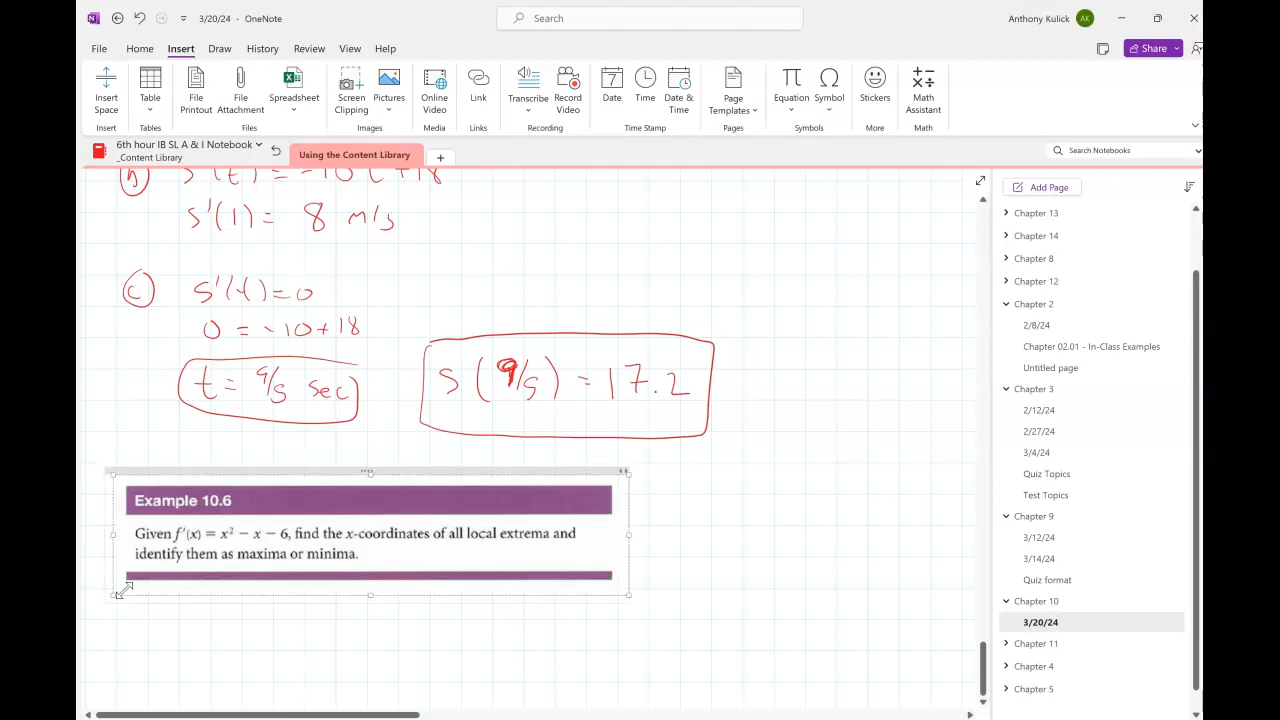 3/20/24 - OneNote
Search
Anthony Kulick
AK
File Home Insert Draw History Review View Help
Share
Insert Space
Table
File Printout
File Attachment
Spreadsheet
Screen Clipping
Pictures
Online Video
Link
Transcribe
Record Video
Date
Time
Date & Time
Page Templates
Equation
Symbol
Stickers
Math Assistant
Insert
Tables
Files
Images
Media
Links
Recording
Time Stamp
Pages
Symbols
More
Math
6th hour IB SL A & I Notebook
_Content Library
Using the Content Library
Search Notebooks
b) s'(t) = -10t + 18
s'(1) = 8 m/s
c) s'(t) = 0
0 = -10t + 18
t = 9/5 sec
s(9/5) = 17.2
Example 10.6
Given f'(x) = x² − x − 6, find the x-coordinates of all local extrema and
identify them as maxima or minima.
Add Page
Chapter 13
Chapter 14
Chapter 8
Chapter 12
Chapter 2
2/8/24
Chapter 02.01 - In-Class Examples
Untitled page
Chapter 3
2/12/24
2/27/24
3/4/24
Quiz Topics
Test Topics
Chapter 9
3/12/24
3/14/24
Quiz format
Chapter 10
3/20/24
Chapter 11
Chapter 4
Chapter 5